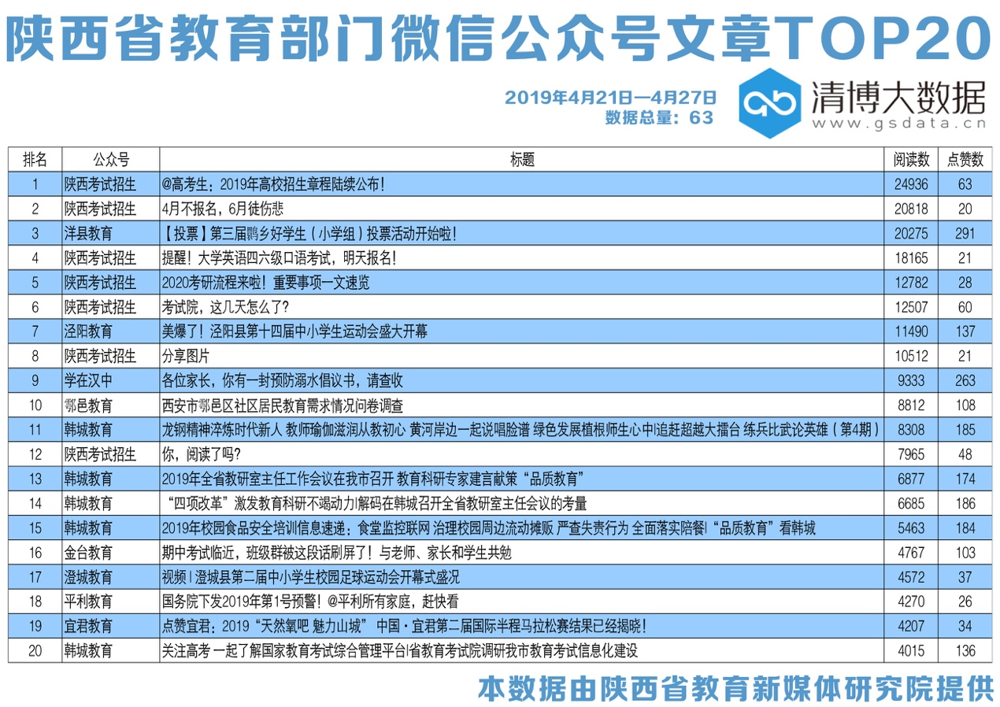 陕西省教育部门微信公众号文章TOP20
2019年4月21日—4月27日
数据总量：63
清博大数据
www.gsdata.cn
排名 公众号 标题 阅读数 点赞数
1 陕西考试招生 @高考生：2019年高校招生章程陆续公布！ 24936 63
2 陕西考试招生 4月不报名，6月徒伤悲 20818 20
3 洋县教育 【投票】第三届鹮乡好学生（小学组）投票活动开始啦！ 20275 291
4 陕西考试招生 提醒！大学英语四六级口语考试，明天报名！ 18165 21
5 陕西考试招生 2020考研流程来啦！重要事项一文速览 12782 28
6 陕西考试招生 考试院，这几天怎么了？ 12507 60
7 泾阳教育 美爆了！泾阳县第十四届中小学生运动会盛大开幕 11490 137
8 陕西考试招生 分享图片 10512 21
9 学在汉中 各位家长，你有一封预防溺水倡议书，请查收 9333 263
10 鄠邑教育 西安市鄠邑区社区居民教育需求情况问卷调查 8812 108
11 韩城教育 龙钢精神淬炼时代新人 教师瑜伽滋润从教初心 黄河岸边一起说唱脸谱 绿色发展植根师生心中|追赶超越大擂台 练兵比武论英雄（第4期） 8308 185
12 陕西考试招生 你，阅读了吗？ 7965 48
13 韩城教育 2019年全省教研室主任工作会议在我市召开 教育科研专家建言献策“品质教育” 6877 174
14 韩城教育 “四项改革”激发教育科研不竭动力|解码在韩城召开全省教研室主任会议的考量 6685 186
15 韩城教育 2019年校园食品安全培训信息速递：食堂监控联网 治理校园周边流动摊贩 严查失责行为 全面落实陪餐|“品质教育”看韩城 5463 184
16 金台教育 期中考试临近，班级群被这段话刷屏了！与老师、家长和学生共勉 4767 103
17 澄城教育 视频 | 澄城县第二届中小学生校园足球运动会开幕式盛况 4572 37
18 平利教育 国务院下发2019年第1号预警！@平利所有家庭，赶快看 4270 26
19 宜君教育 点赞宜君：2019“天然氧吧 魅力山城” 中国·宜君第二届国际半程马拉松赛结果已经揭晓！ 4207 34
20 韩城教育 关注高考 一起了解国家教育考试综合管理平台|省教育考试院调研我市教育考试信息化建设 4015 136
本数据由陕西省教育新媒体研究院提供